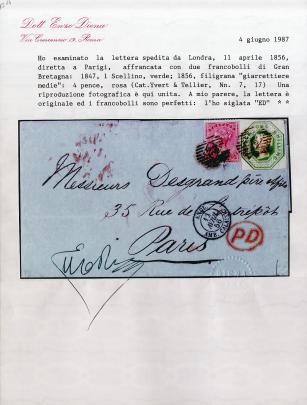 Dott. Enzo Diena
Via Crescenzio 19. Roma
4 giugno 1987
Ho esaminato la lettera spedita da Londra, 11 aprile 1856,
diretta a Parigi, affrancata con due francobolli di Gran
Bretagna: 1847, 1 Scellino, verde; 1856, filigrana "giarrettiere
medie": 4 pence, rosa (Cat.Yvert & Tellier, Nn. 7, 17) Una
riproduzione fotografica è qui unita. A mio parere, la lettera è
originale ed i francobolli sono perfetti: l'ho siglata "ED" * *
Messieurs Desgrand père
35 Rue de l'Entrepôt
Paris
PD